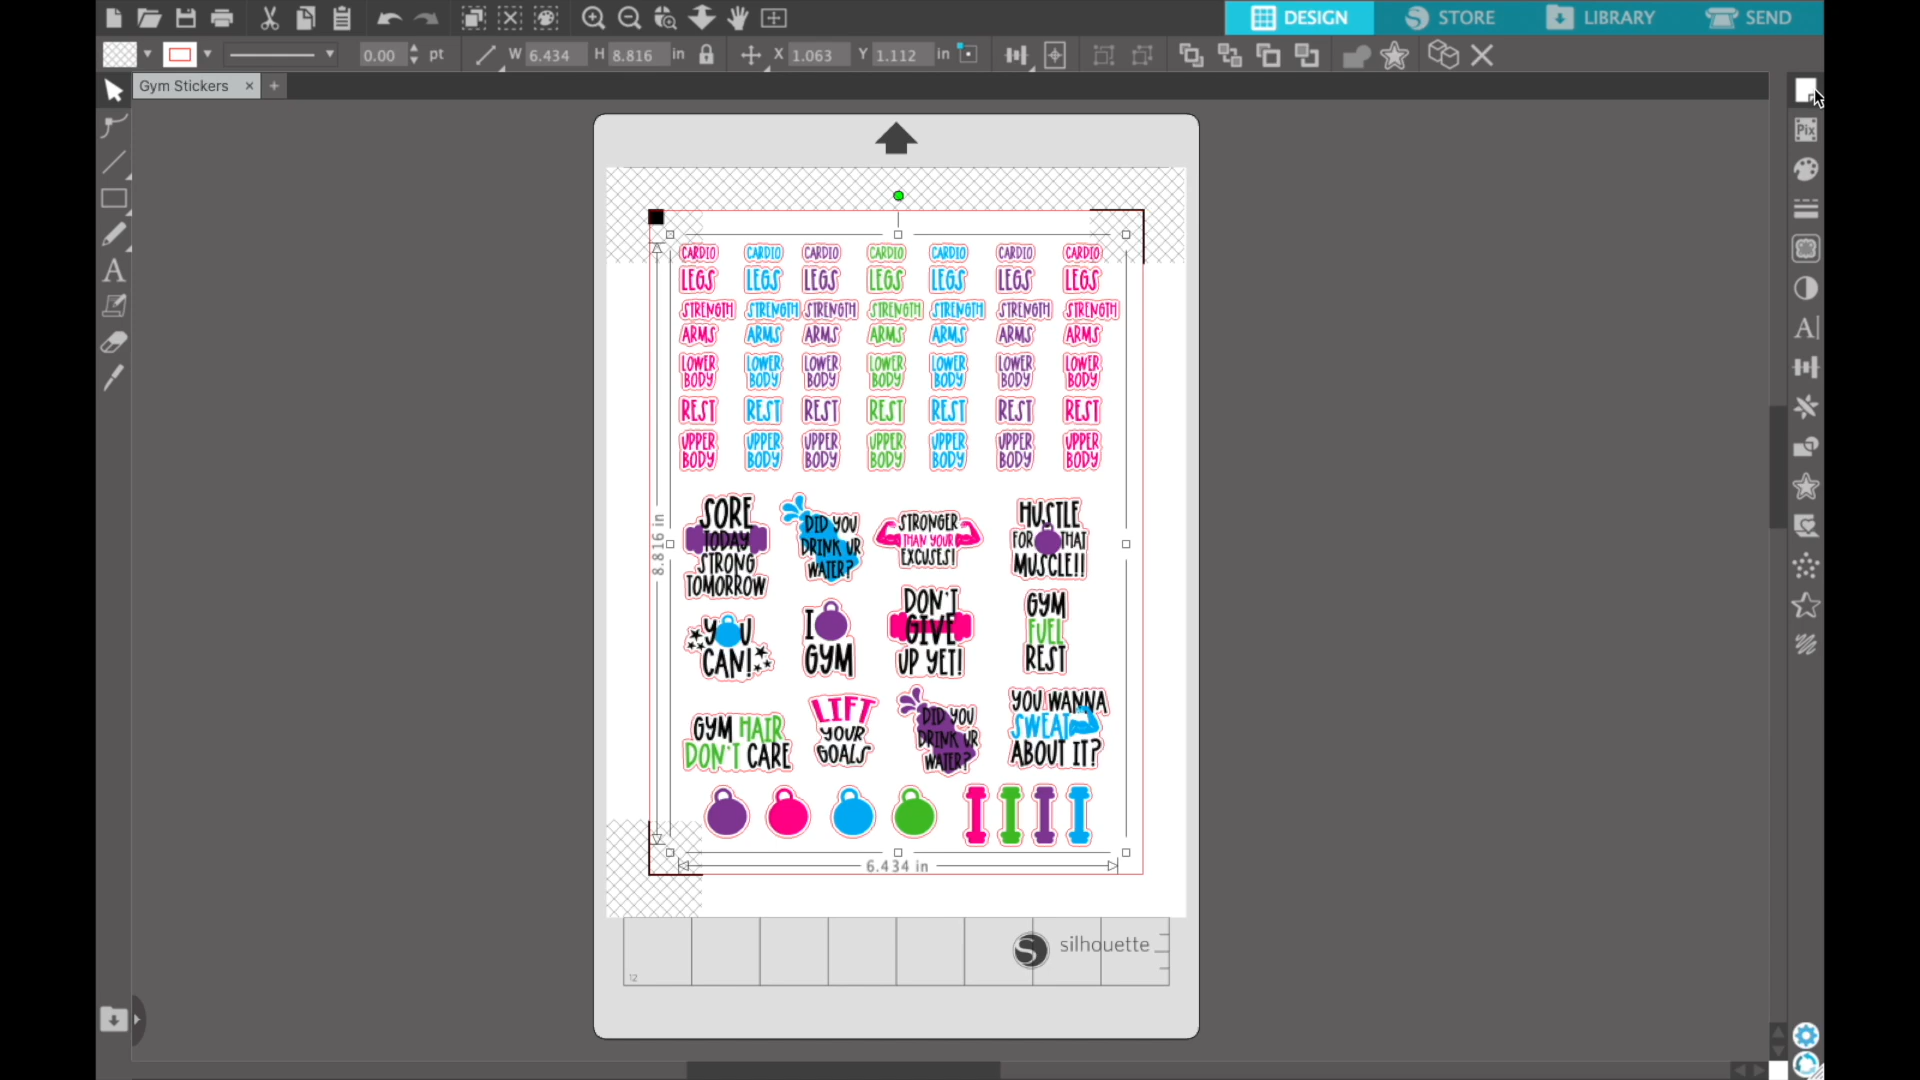 DESIGN STORE LIBRARY SEND
0.00 pt W 6.434 H 8.816 in X 1.063 Y 1.112 in
Gym Stickers
Pix
CARDIO CARDIO CARDIO CARDIO CARDIO CARDIO CARDIO
LEGS LEGS LEGS LEGS LEGS LEGS LEGS
STRENGTH STRENGTH STRENGTH STRENGTH STRENGTH STRENGTH STRENGTH
ARMS ARMS ARMS ARMS ARMS ARMS ARMS
LOWER LOWER LOWER LOWER LOWER LOWER LOWER
BODY BODY BODY BODY BODY BODY BODY
REST REST REST REST REST REST REST
UPPER UPPER UPPER UPPER UPPER UPPER UPPER
BODY BODY BODY BODY BODY BODY BODY
8.816 in
SORE
TODAY
STRONG
TOMORROW
DID YOU
DRINK UR
WATER?
STRONGER
THAN YOUR
EXCUSES!
HUSTLE
FOR THAT
MUSCLE!!
YOU
CAN!
I
GYM
DON'T
GIVE
UP YET!
GYM
FUEL
REST
GYM HAIR
DON'T CARE
LIFT
YOUR
GOALS
DID YOU
DRINK UR
WATER?
YOU WANNA
SWEAT
ABOUT IT?
6.434 in
silhouette
12